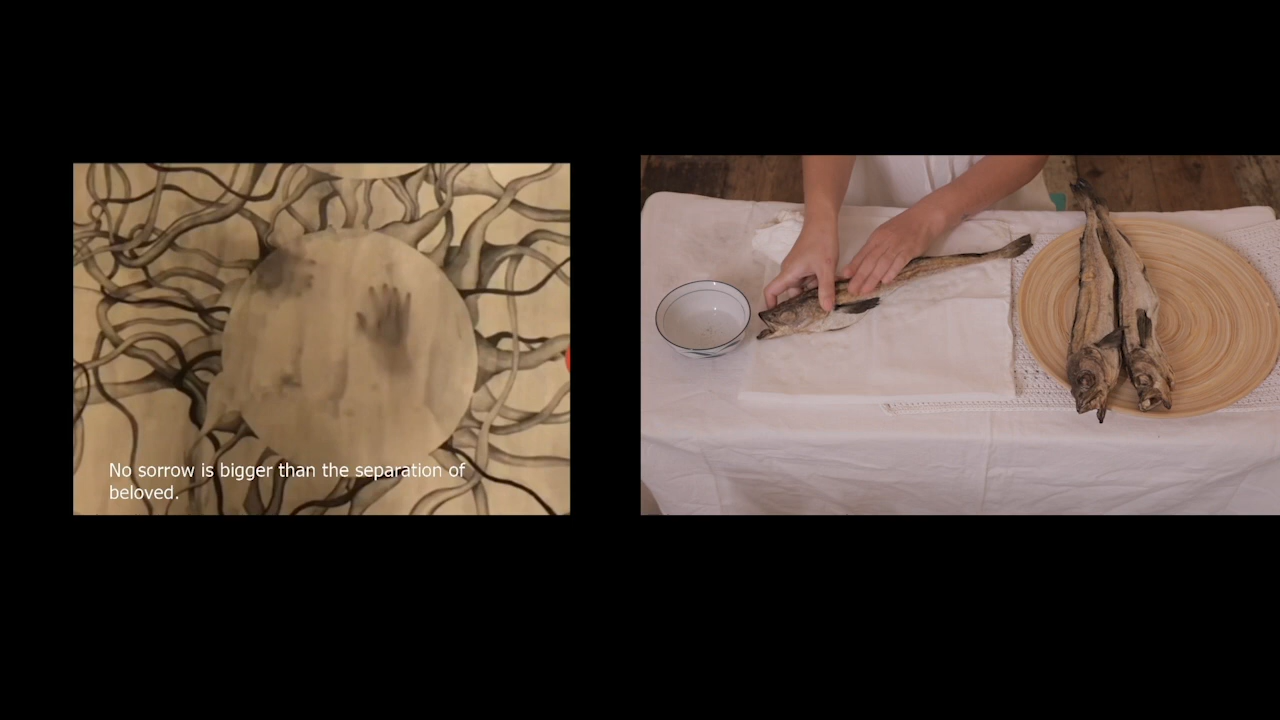 No sorrow is bigger than the separation of
beloved.